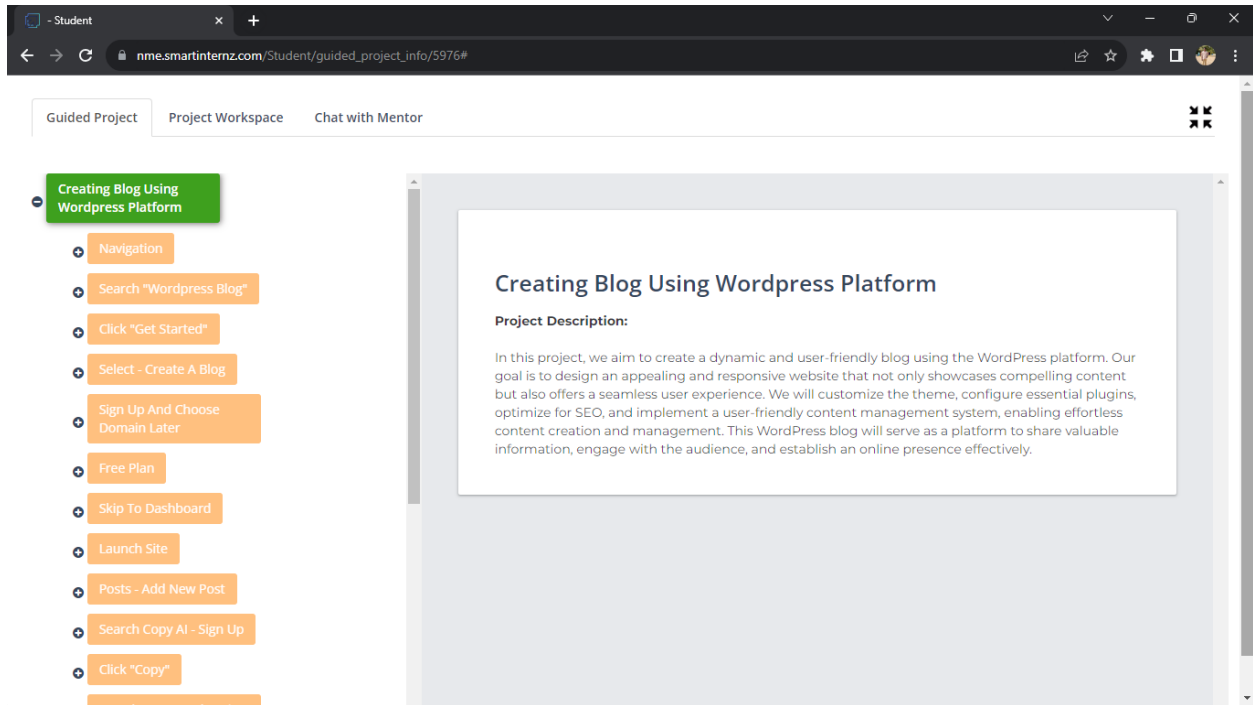 - Student
nme.smartinternz.com/Student/guided_project_info/5976#
Guided Project
Project Workspace
Chat with Mentor
Creating Blog Using
Wordpress Platform
Navigation
Search "Wordpress Blog"
Click "Get Started"
Select - Create A Blog
Sign Up And Choose
Domain Later
Free Plan
Skip To Dashboard
Launch Site
Posts - Add New Post
Search Copy AI - Sign Up
Click "Copy"
Creating Blog Using Wordpress Platform
Project Description:
In this project, we aim to create a dynamic and user-friendly blog using the WordPress platform. Our
goal is to design an appealing and responsive website that not only showcases compelling content
but also offers a seamless user experience. We will customize the theme, configure essential plugins,
optimize for SEO, and implement a user-friendly content management system, enabling effortless
content creation and management. This WordPress blog will serve as a platform to share valuable
information, engage with the audience, and establish an online presence effectively.